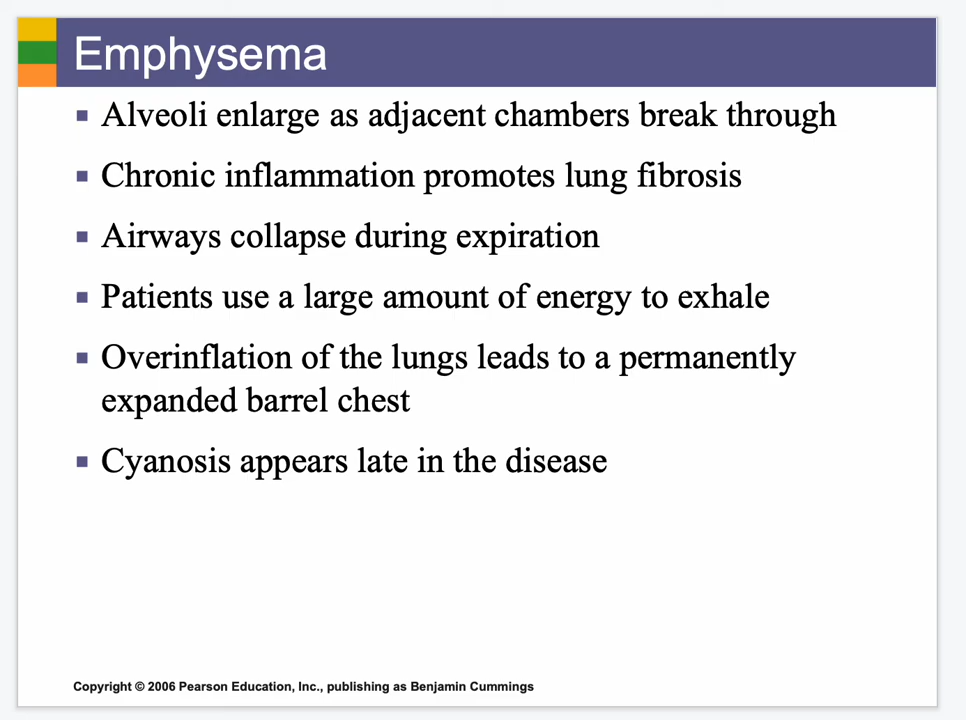 Emphysema
▪ Alveoli enlarge as adjacent chambers break through
▪ Chronic inflammation promotes lung fibrosis
▪ Airways collapse during expiration
▪ Patients use a large amount of energy to exhale
▪ Overinflation of the lungs leads to a permanently
expanded barrel chest
▪ Cyanosis appears late in the disease
Copyright © 2006 Pearson Education, Inc., publishing as Benjamin Cummings